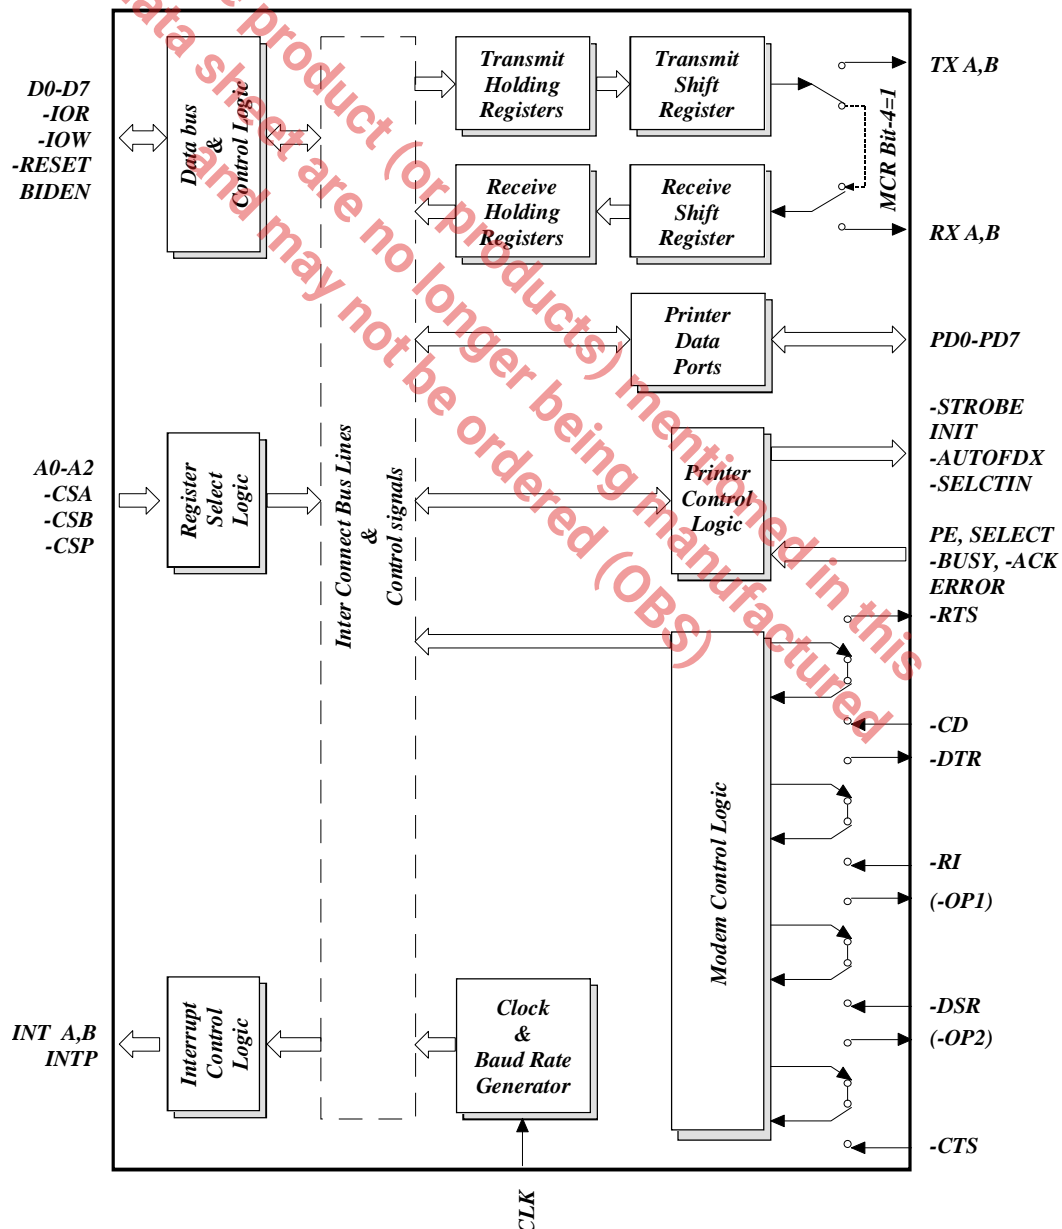 D0-D7
-IOR
-IOW
-RESET
BIDEN
Data bus
&
Control Logic
A0-A2
-CSA
-CSB
-CSP
Register
Select
Logic
INT A,B
INTP
Interrupt
Control
Logic
Inter Connect Bus Lines
&
Control signals
Transmit
Holding
Registers
Transmit
Shift
Register
Receive
Holding
Registers
Receive
Shift
Register
MCR Bit-4=1
TX A,B
RX A,B
Printer
Data
Ports
PD0-PD7
Printer
Control
Logic
-STROBE
INIT
-AUTOFDX
-SELCTIN
PE, SELECT
-BUSY, -ACK
ERROR
Modem Control Logic
-RTS
-CD
-DTR
-RI
(-OP1)
-DSR
(-OP2)
-CTS
Clock
&
Baud Rate
Generator
CLK
product (or products) mentioned in this
data sheet are no longer being manufactured
and may not be ordered (OBS)